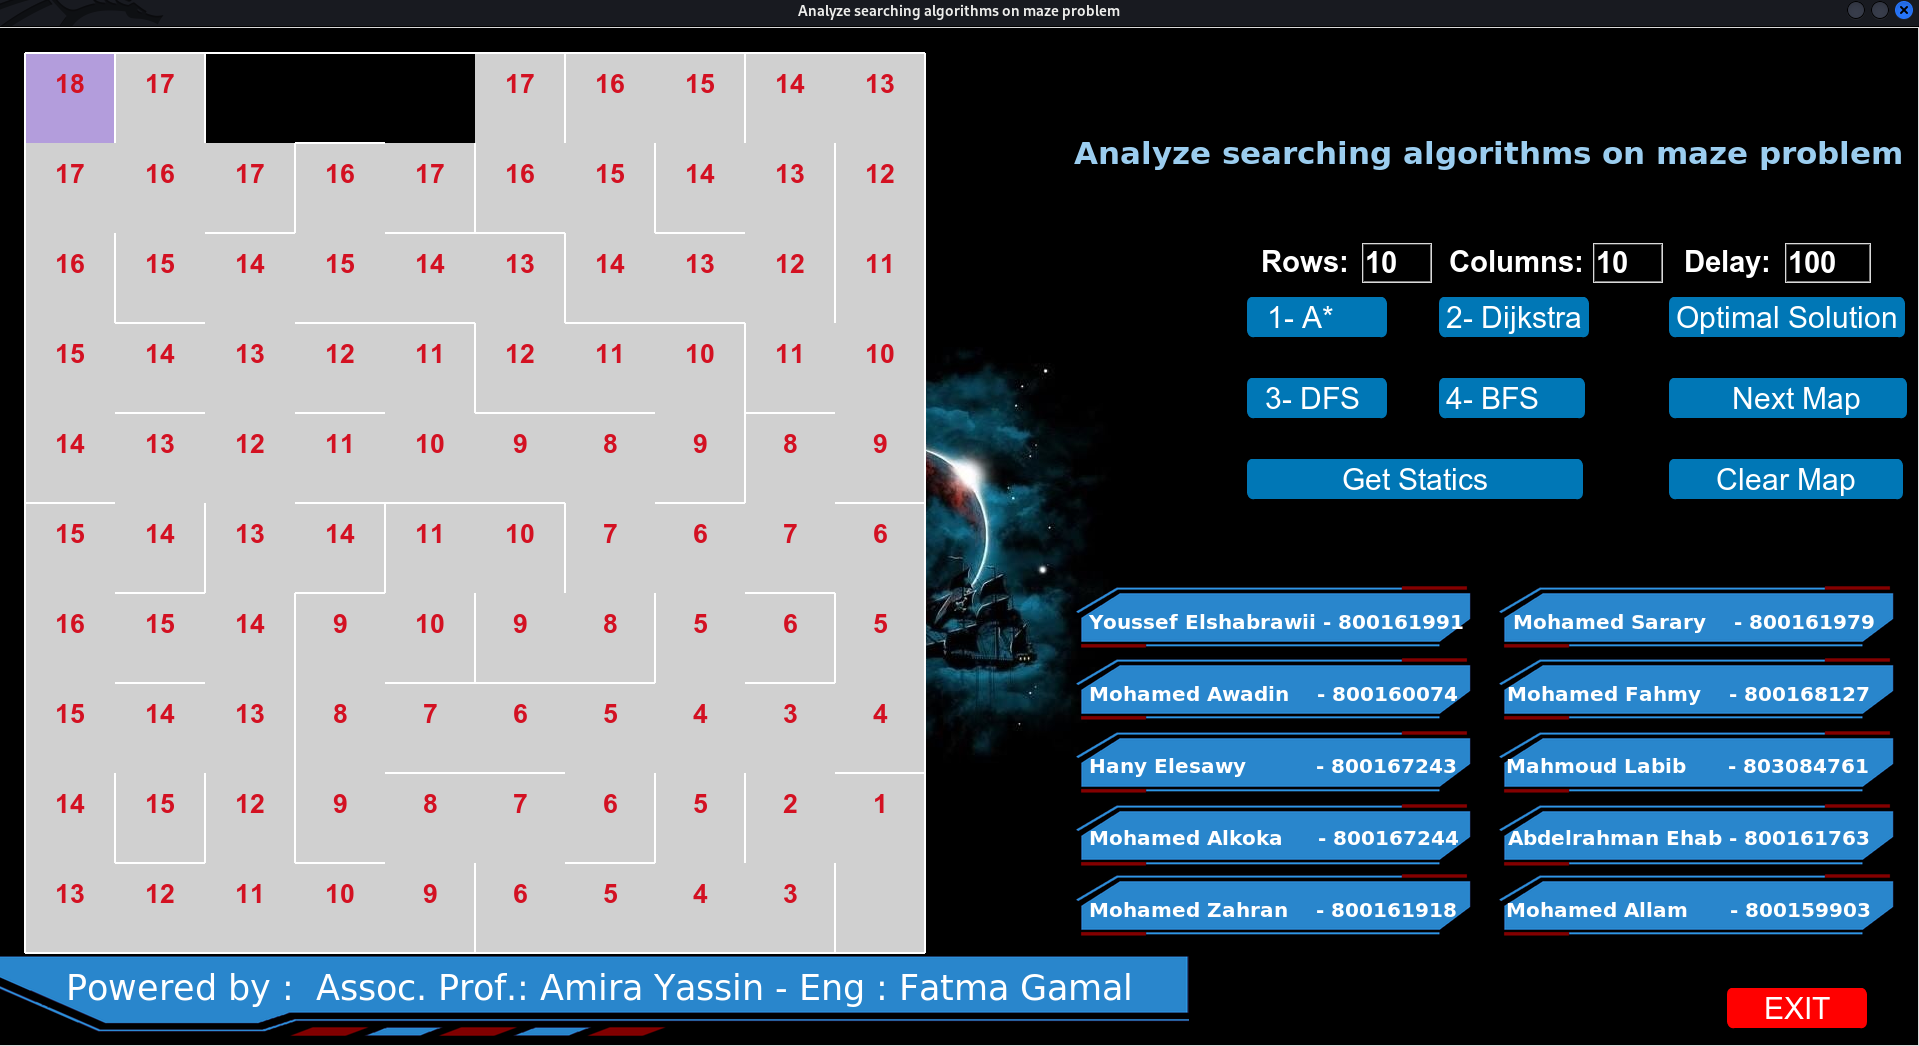 Analyze searching algorithms on maze problem
18 17 17 16 15 14 13
17 16 17 16 17 16 15 14 13 12
16 15 14 15 14 13 14 13 12 11
15 14 13 12 11 12 11 10 11 10
14 13 12 11 10 9 8 9 8 9
15 14 13 14 11 10 7 6 7 6
16 15 14 9 10 9 8 5 6 5
15 14 13 8 7 6 5 4 3 4
14 15 12 9 8 7 6 5 2 1
13 12 11 10 9 6 5 4 3
Analyze searching algorithms on maze problem
Rows: 10 Columns: 10 Delay: 100
1- A* 2- Dijkstra Optimal Solution
3- DFS 4- BFS Next Map
Get Statics Clear Map
Youssef Elshabrawii - 800161991 Mohamed Sarary - 800161979
Mohamed Awadin - 800160074 Mohamed Fahmy - 800168127
Hany Elesawy - 800167243 Mahmoud Labib - 803084761
Mohamed Alkoka - 800167244 Abdelrahman Ehab - 800161763
Mohamed Zahran - 800161918 Mohamed Allam - 800159903
Powered by : Assoc. Prof.: Amira Yassin - Eng : Fatma Gamal
EXIT